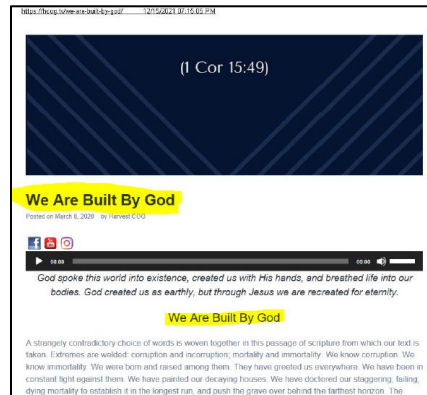 https://hcog.tv/we-are-built-by-god/ 12/15/2021 07:15:05 PM
(1 Cor 15:49)
We Are Built By God
Posted on March 8, 2020 by Harvest COG
00:00 00:00
God spoke this world into existence, created us with His hands, and breathed life into our
bodies. God created us as earthly, but through Jesus we are recreated for eternity.
We Are Built By God
A strangely contradictory choice of words is woven together in this passage of scripture from which our text is
taken. Extremes are welded: corruption and incorruption; mortality and immortality. We know corruption. We
know immortality. We were born and raised among them. They have greeted us everywhere. We have been in
constant fight against them. We have painted our decaying houses. We have doctored our staggering, failing,
dying mortality to establish it in the longest run, and push the grave over behind the farthest horizon. The